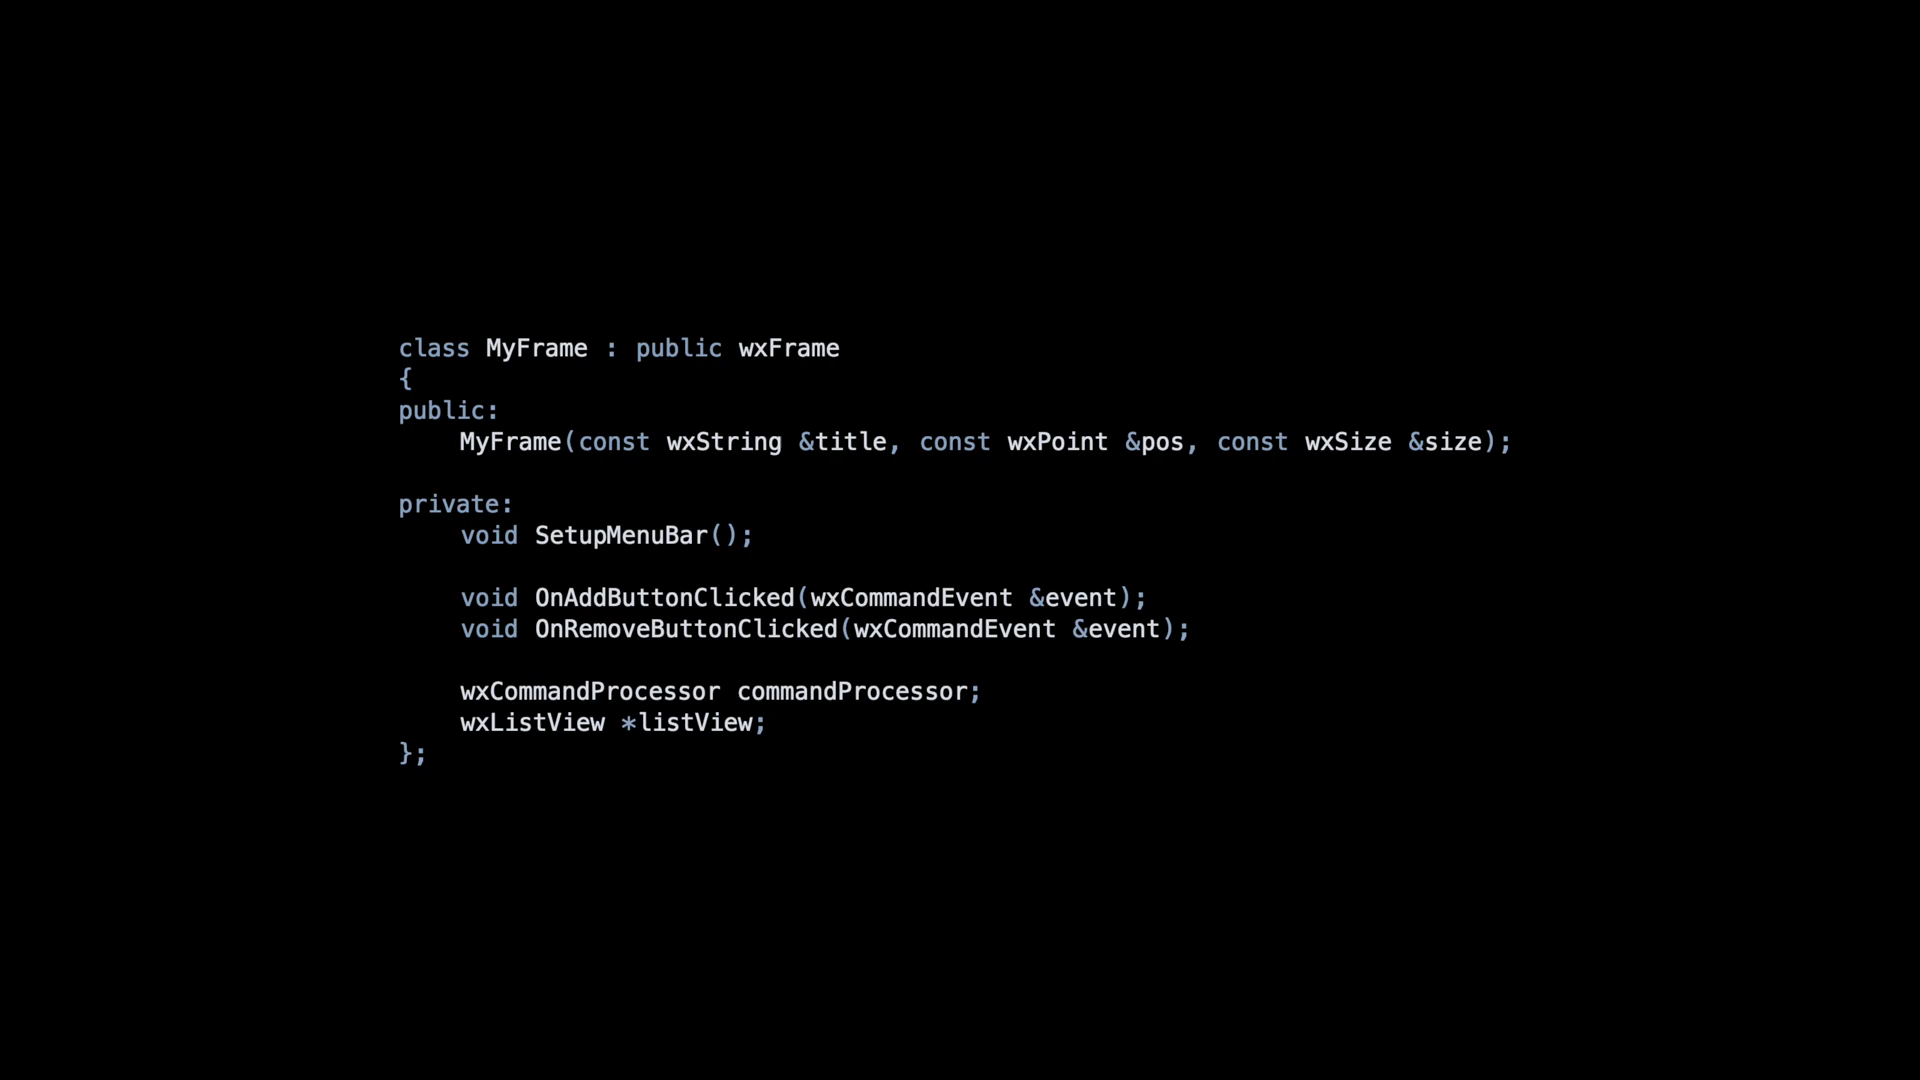 class MyFrame : public wxFrame
{
public:
    MyFrame(const wxString &title, const wxPoint &pos, const wxSize &size);

private:
    void SetupMenuBar();

    void OnAddButtonClicked(wxCommandEvent &event);
    void OnRemoveButtonClicked(wxCommandEvent &event);

    wxCommandProcessor commandProcessor;
    wxListView *listView;
};